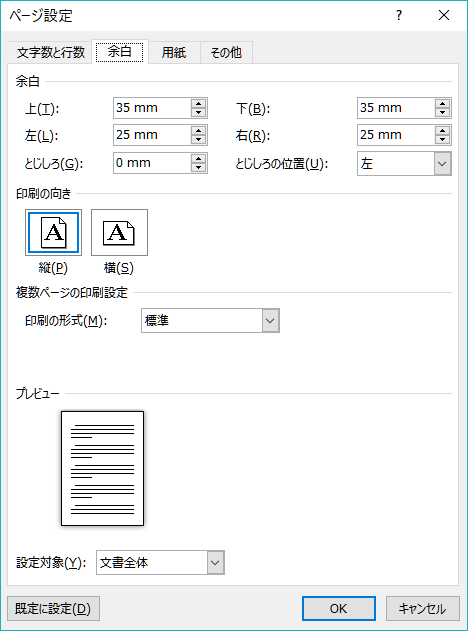 ページ設定 ?
文字数と行数 余白 用紙 その他
余白
上(T): 35 mm 下(B): 35 mm
左(L): 25 mm 右(R): 25 mm
とじしろ(G): 0 mm とじしろの位置(U): 左
印刷の向き
A A
縦(P) 横(S)
複数ページの印刷設定
印刷の形式(M): 標準
プレビュー
設定対象(Y): 文書全体
既定に設定(D) OK キャンセル